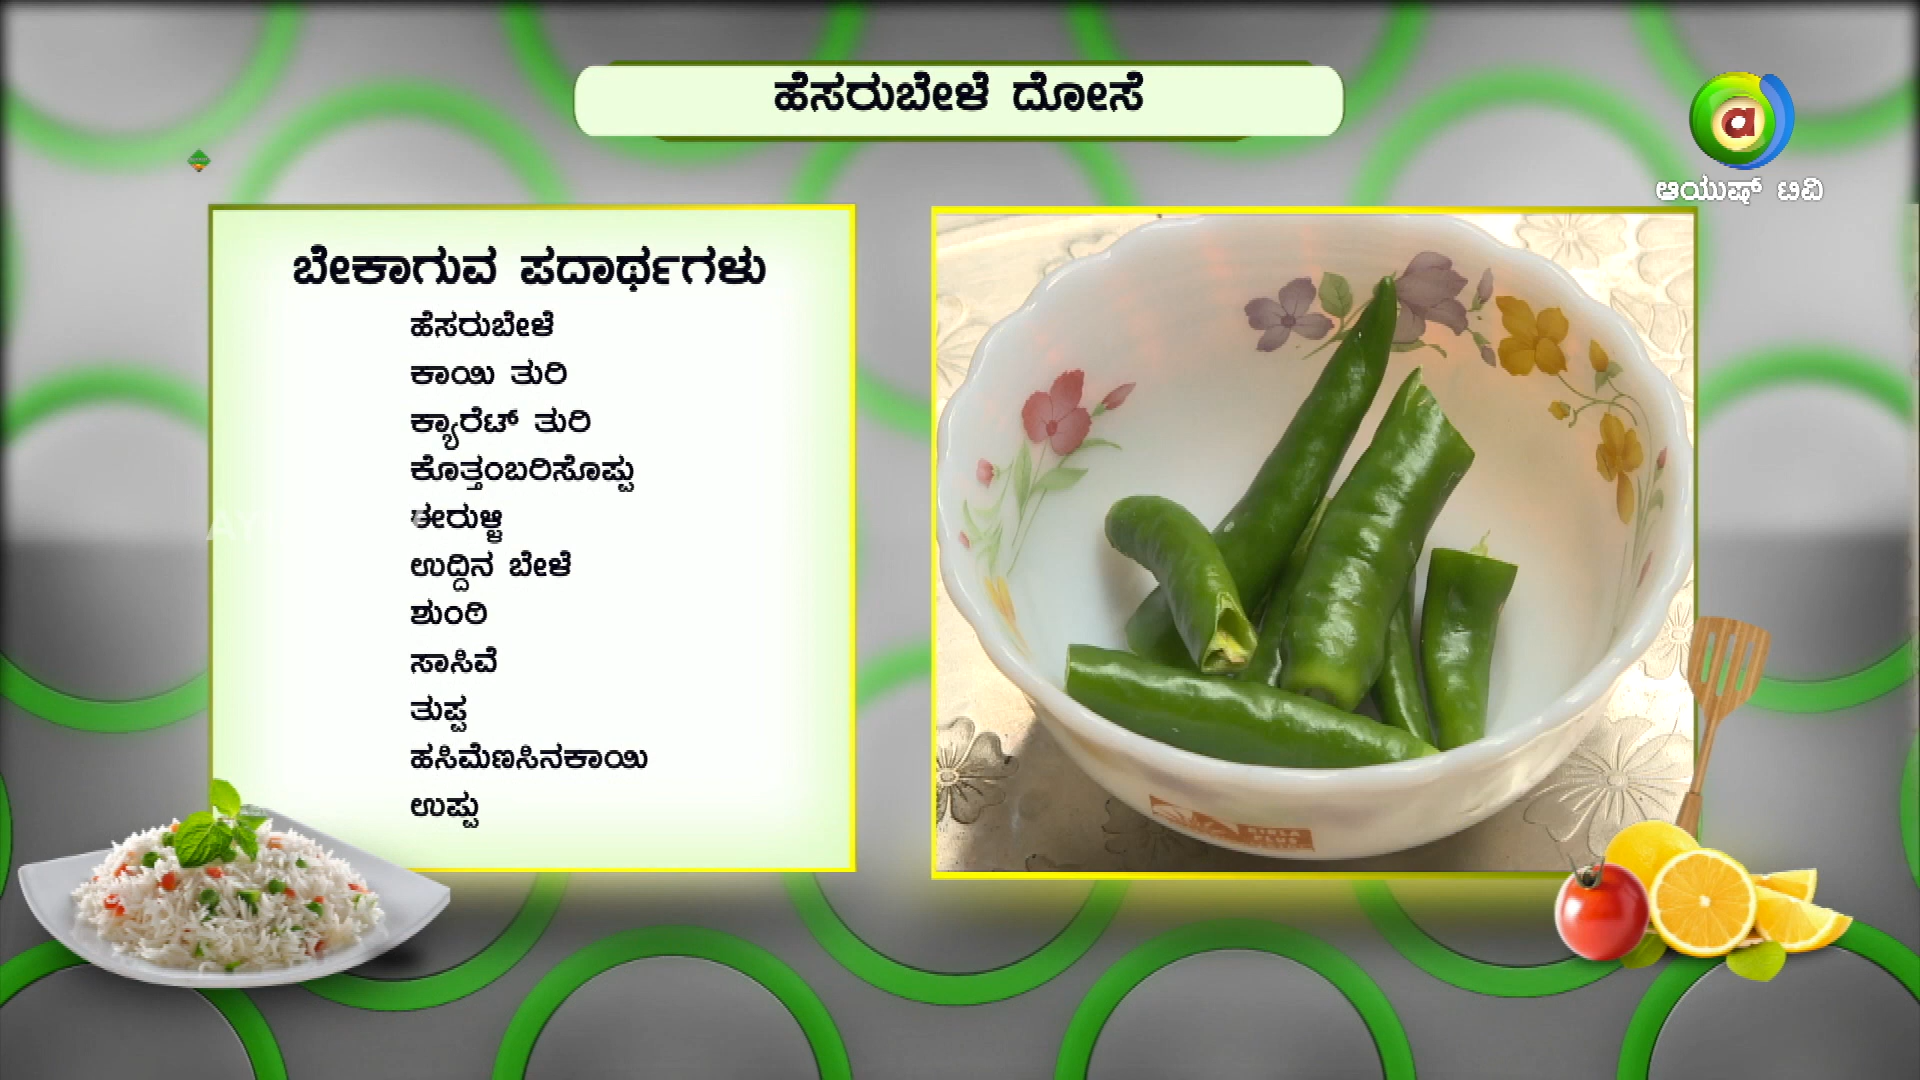 ಹೆಸರುಬೇಳೆ ದೋಸೆ
a
ಆಯುಷ್ ಟಿವಿ
ಬೇಕಾಗುವ ಪದಾರ್ಥಗಳು
ಹೆಸರುಬೇಳೆ
ಕಾಯಿ ತುರಿ
ಕ್ಯಾರೆಟ್ ತುರಿ
ಕೊತ್ತಂಬರಿಸೊಪ್ಪು
ಈರುಳ್ಳಿ
ಉದ್ದಿನ ಬೇಳೆ
ಶುಂಠಿ
ಸಾಸಿವೆ
ತುಪ್ಪ
ಹಸಿಮೆಣಸಿನಕಾಯಿ
ಉಪ್ಪು